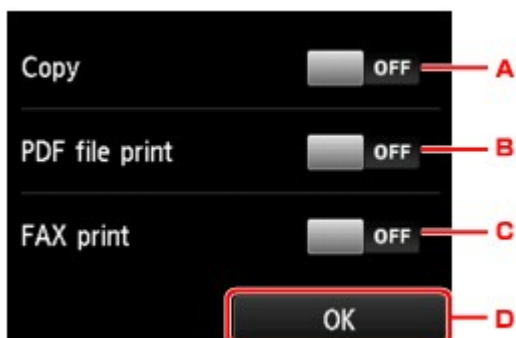 Copy OFF A
PDF file print OFF B
FAX print OFF C
OK D